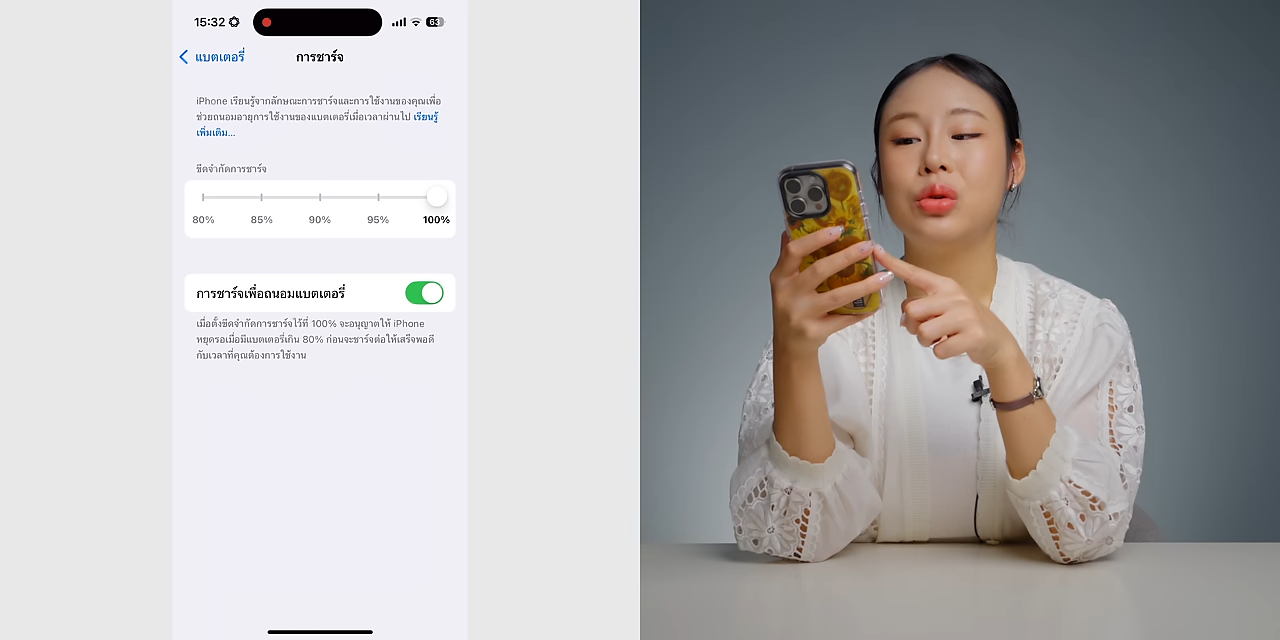 15:32
63
แบตเตอรี่
การชาร์จ
iPhone เรียนรู้จากลักษณะการชาร์จและการใช้งานของคุณเพื่อ
ช่วยถนอมอายุการใช้งานของแบตเตอรี่เมื่อเวลาผ่านไป เรียนรู้
เพิ่มเติม...
ขีดจำกัดการชาร์จ
80% 85% 90% 95% 100%
การชาร์จเพื่อถนอมแบตเตอรี่
เมื่อตั้งขีดจำกัดการชาร์จไว้ที่ 100% จะอนุญาตให้ iPhone
หยุดรอเมื่อมีแบตเตอรี่เกิน 80% ก่อนจะชาร์จต่อให้เสร็จพอดี
กับเวลาที่คุณต้องการใช้งาน